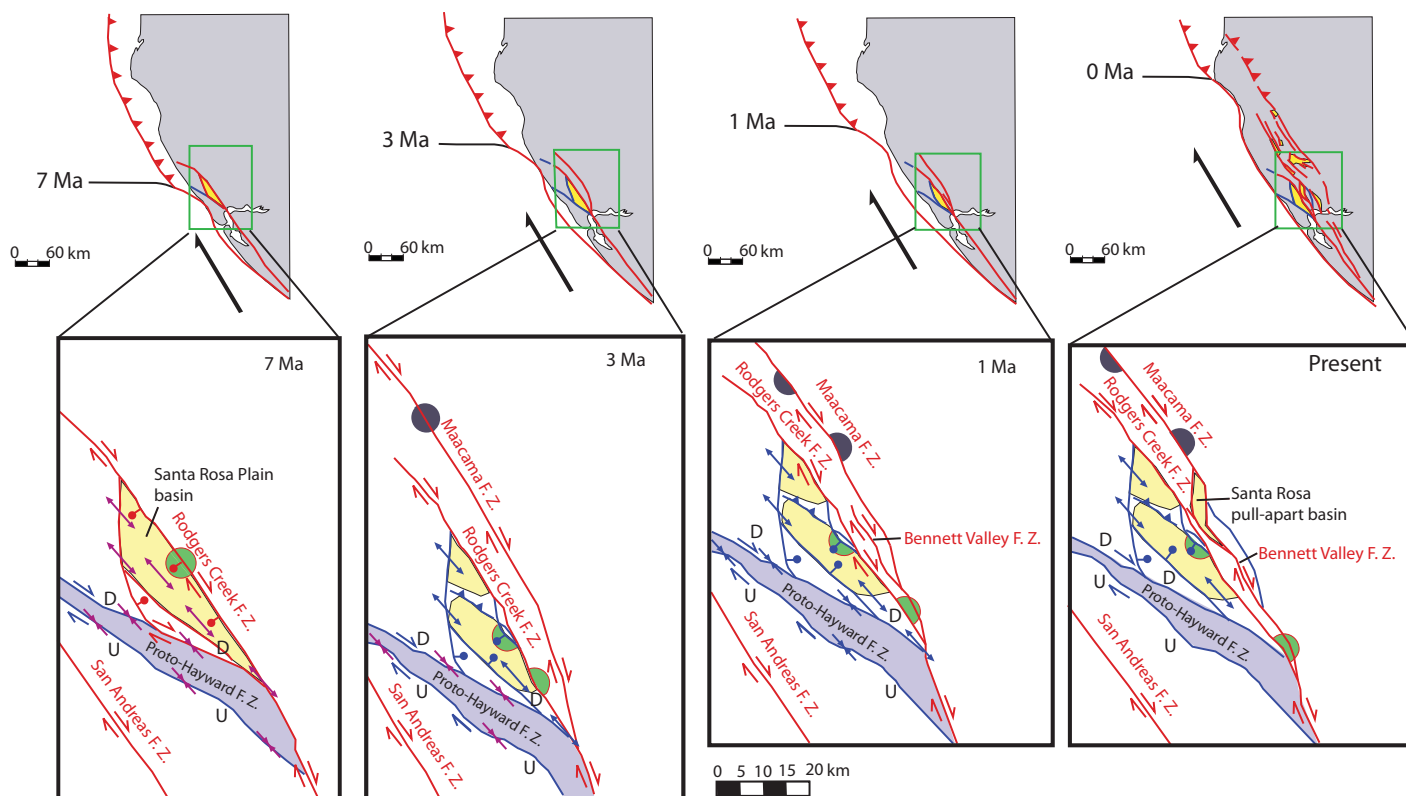 7 Ma
0 60 km
3 Ma
0 60 km
1 Ma
0 60 km
0 Ma
0 60 km
7 Ma
Santa Rosa Plain
basin
Rodgers Creek F. Z.
D
D
U
U
Proto-Hayward F. Z.
San Andreas F. Z.
3 Ma
Maacama F. Z.
Rodgers Creek F. Z.
D
D
U
U
Proto-Hayward F. Z.
San Andreas F. Z.
1 Ma
Rodgers Creek F. Z.
Maacama F. Z.
Bennett Valley F. Z.
D
D
U
U
Proto-Hayward F. Z.
San Andreas F. Z.
0 5 10 15 20 km
Present
Maacama F. Z.
Rodgers Creek F. Z.
Santa Rosa
pull-apart basin
Bennett Valley F. Z.
D
D
U
U
Proto-Hayward F. Z.
San Andreas F. Z.